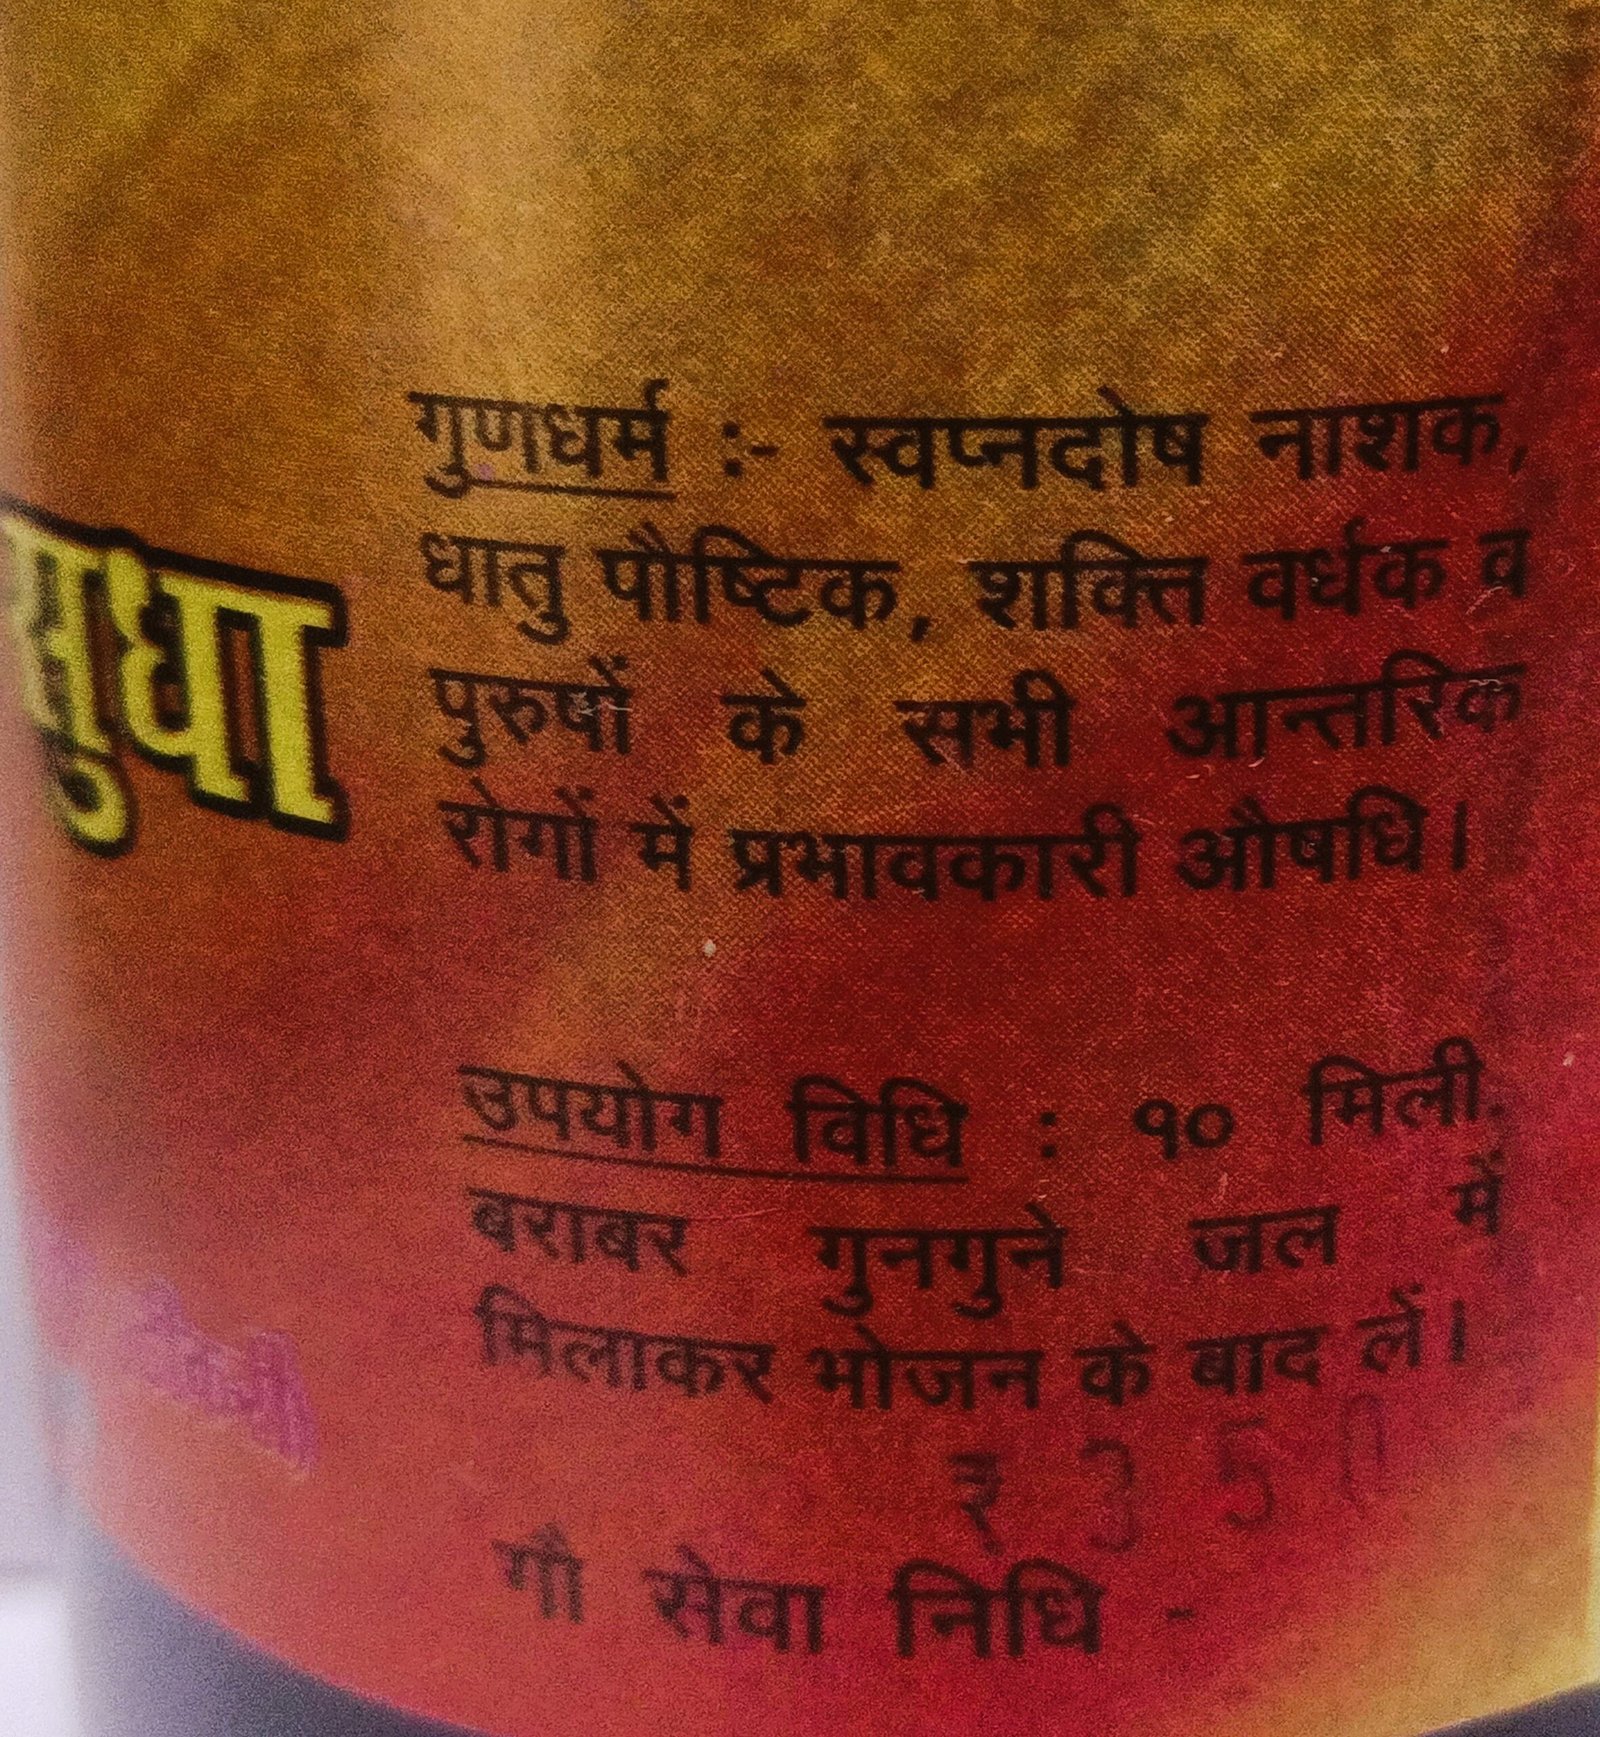 सुधा
गुणधर्म :- स्वप्नदोष नाशक,
धातु पौष्टिक, शक्ति वर्धक व
पुरुषों के सभी आन्तरिक
रोगों में प्रभावकारी औषधि।
उपयोग विधि : १० मिली.
बराबर गुनगुने जल में
मिलाकर भोजन के बाद लें।
₹ 350
गौ सेवा निधि -